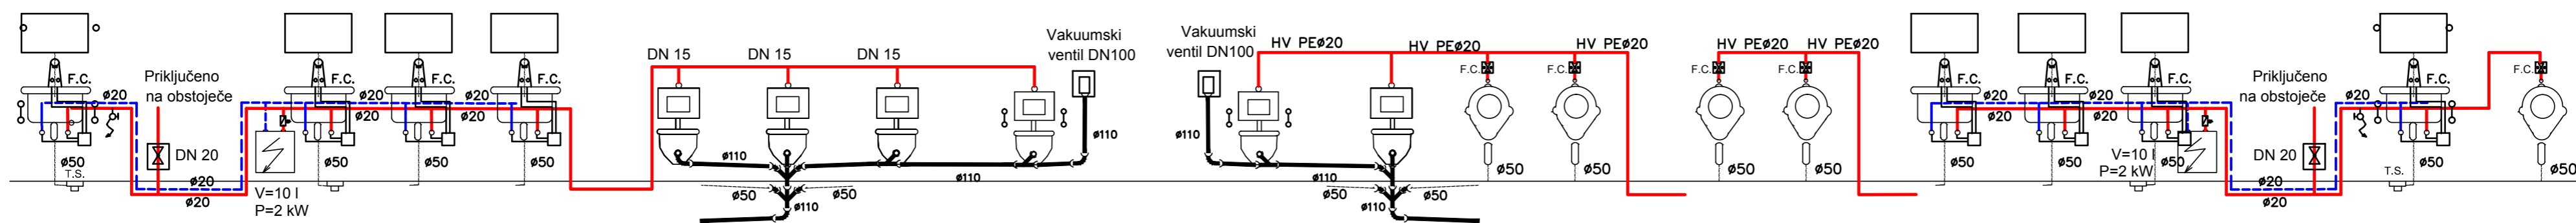 F.C.
ø20
Priključeno
na obstoječe
ø50
T.S.
DN 20
ø20
ø20
V=10 l
P=2 kW
F.C.
ø20
ø20
ø50
F.C.
ø20
ø20
ø50
F.C.
ø50
DN 15
DN 15
DN 15
Vakuumski
ventil DN100
ø110
ø110
ø110
ø50
ø50
ø110
Vakuumski
ventil DN100
HV PEø20
HV PEø20
HV PEø20
F.C.
F.C.
ø110
ø110
ø50
ø50
ø50
ø50
ø110
HV PEø20
HV PEø20
F.C.
F.C.
ø50
ø50
F.C.
ø20
ø20
ø50
F.C.
ø20
ø20
ø50
F.C.
V=10 l
P=2 kW
ø50
Priključeno
na obstoječe
DN 20
ø20
ø20
ø20
F.C.
T.S.
ø50
F.C.
ø50